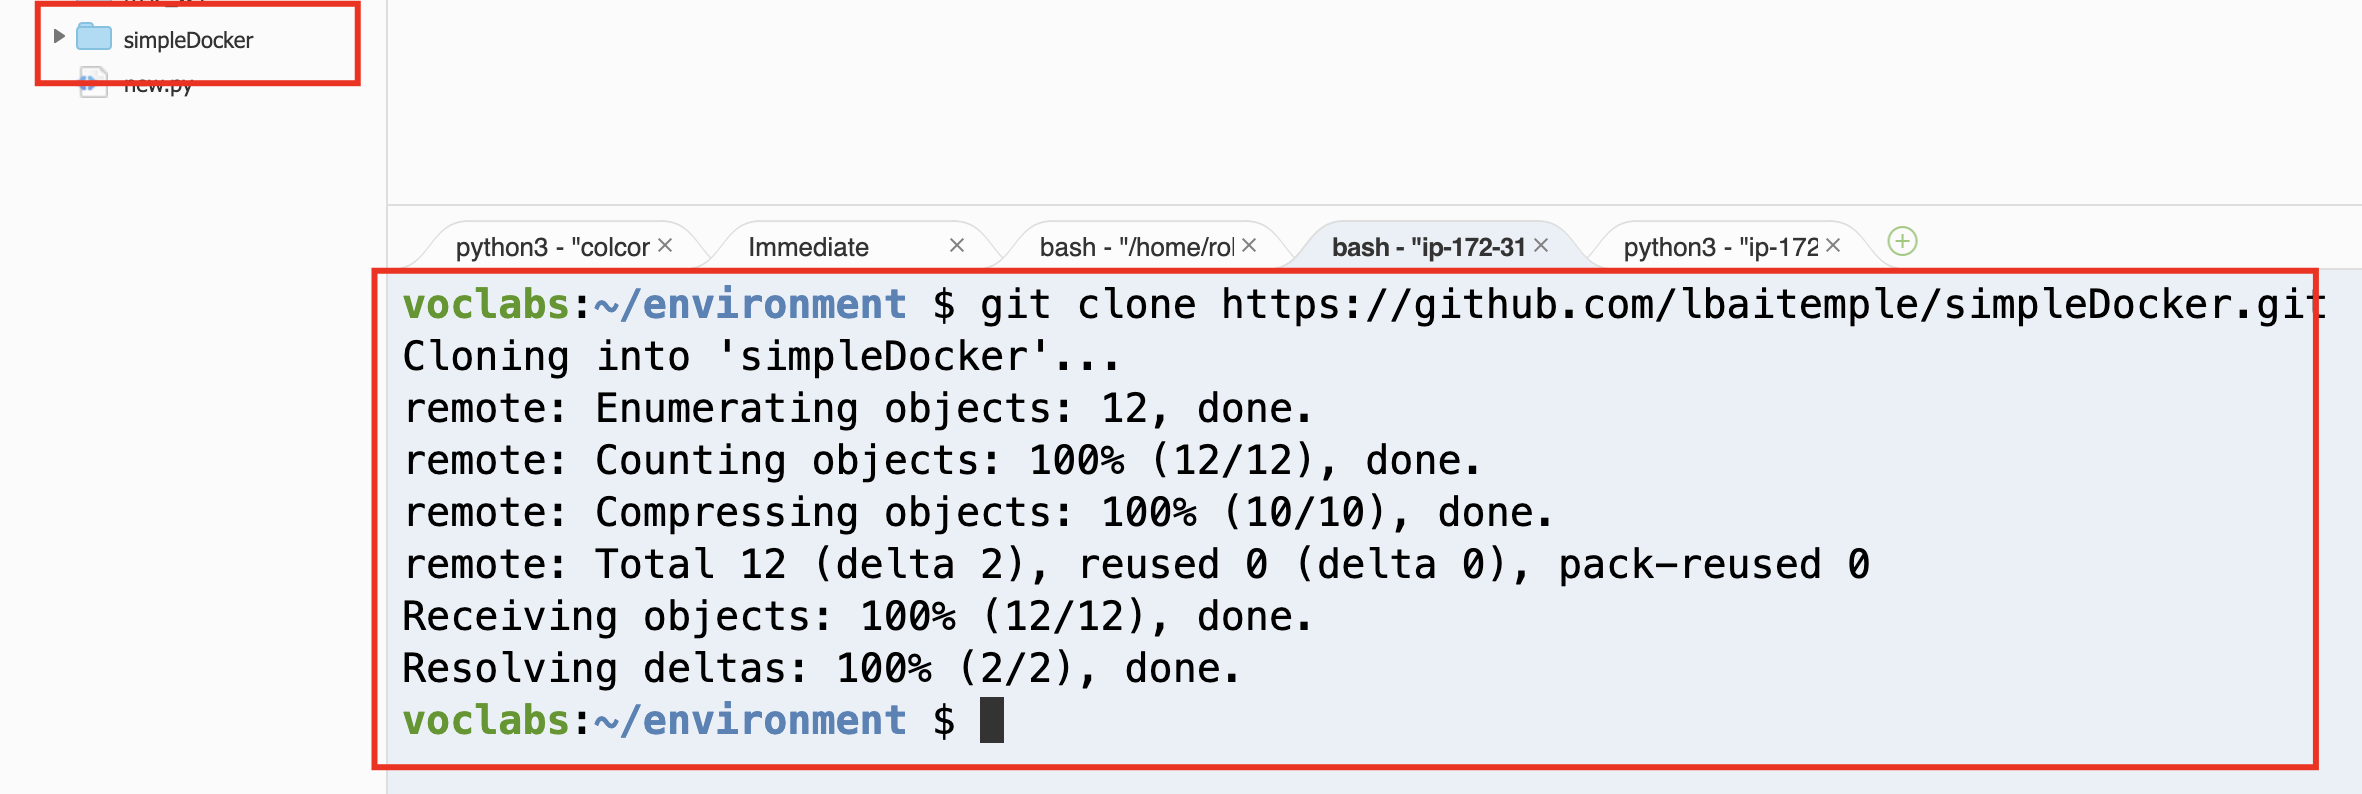 simpleDocker
new.py
python3 - "colcor
Immediate
bash - "/home/rol
bash - "ip-172-31
python3 - "ip-172
voclabs:~/environment $ git clone https://github.com/lbaitemple/simpleDocker.git
Cloning into 'simpleDocker'...
remote: Enumerating objects: 12, done.
remote: Counting objects: 100% (12/12), done.
remote: Compressing objects: 100% (10/10), done.
remote: Total 12 (delta 2), reused 0 (delta 0), pack-reused 0
Receiving objects: 100% (12/12), done.
Resolving deltas: 100% (2/2), done.
voclabs:~/environment $